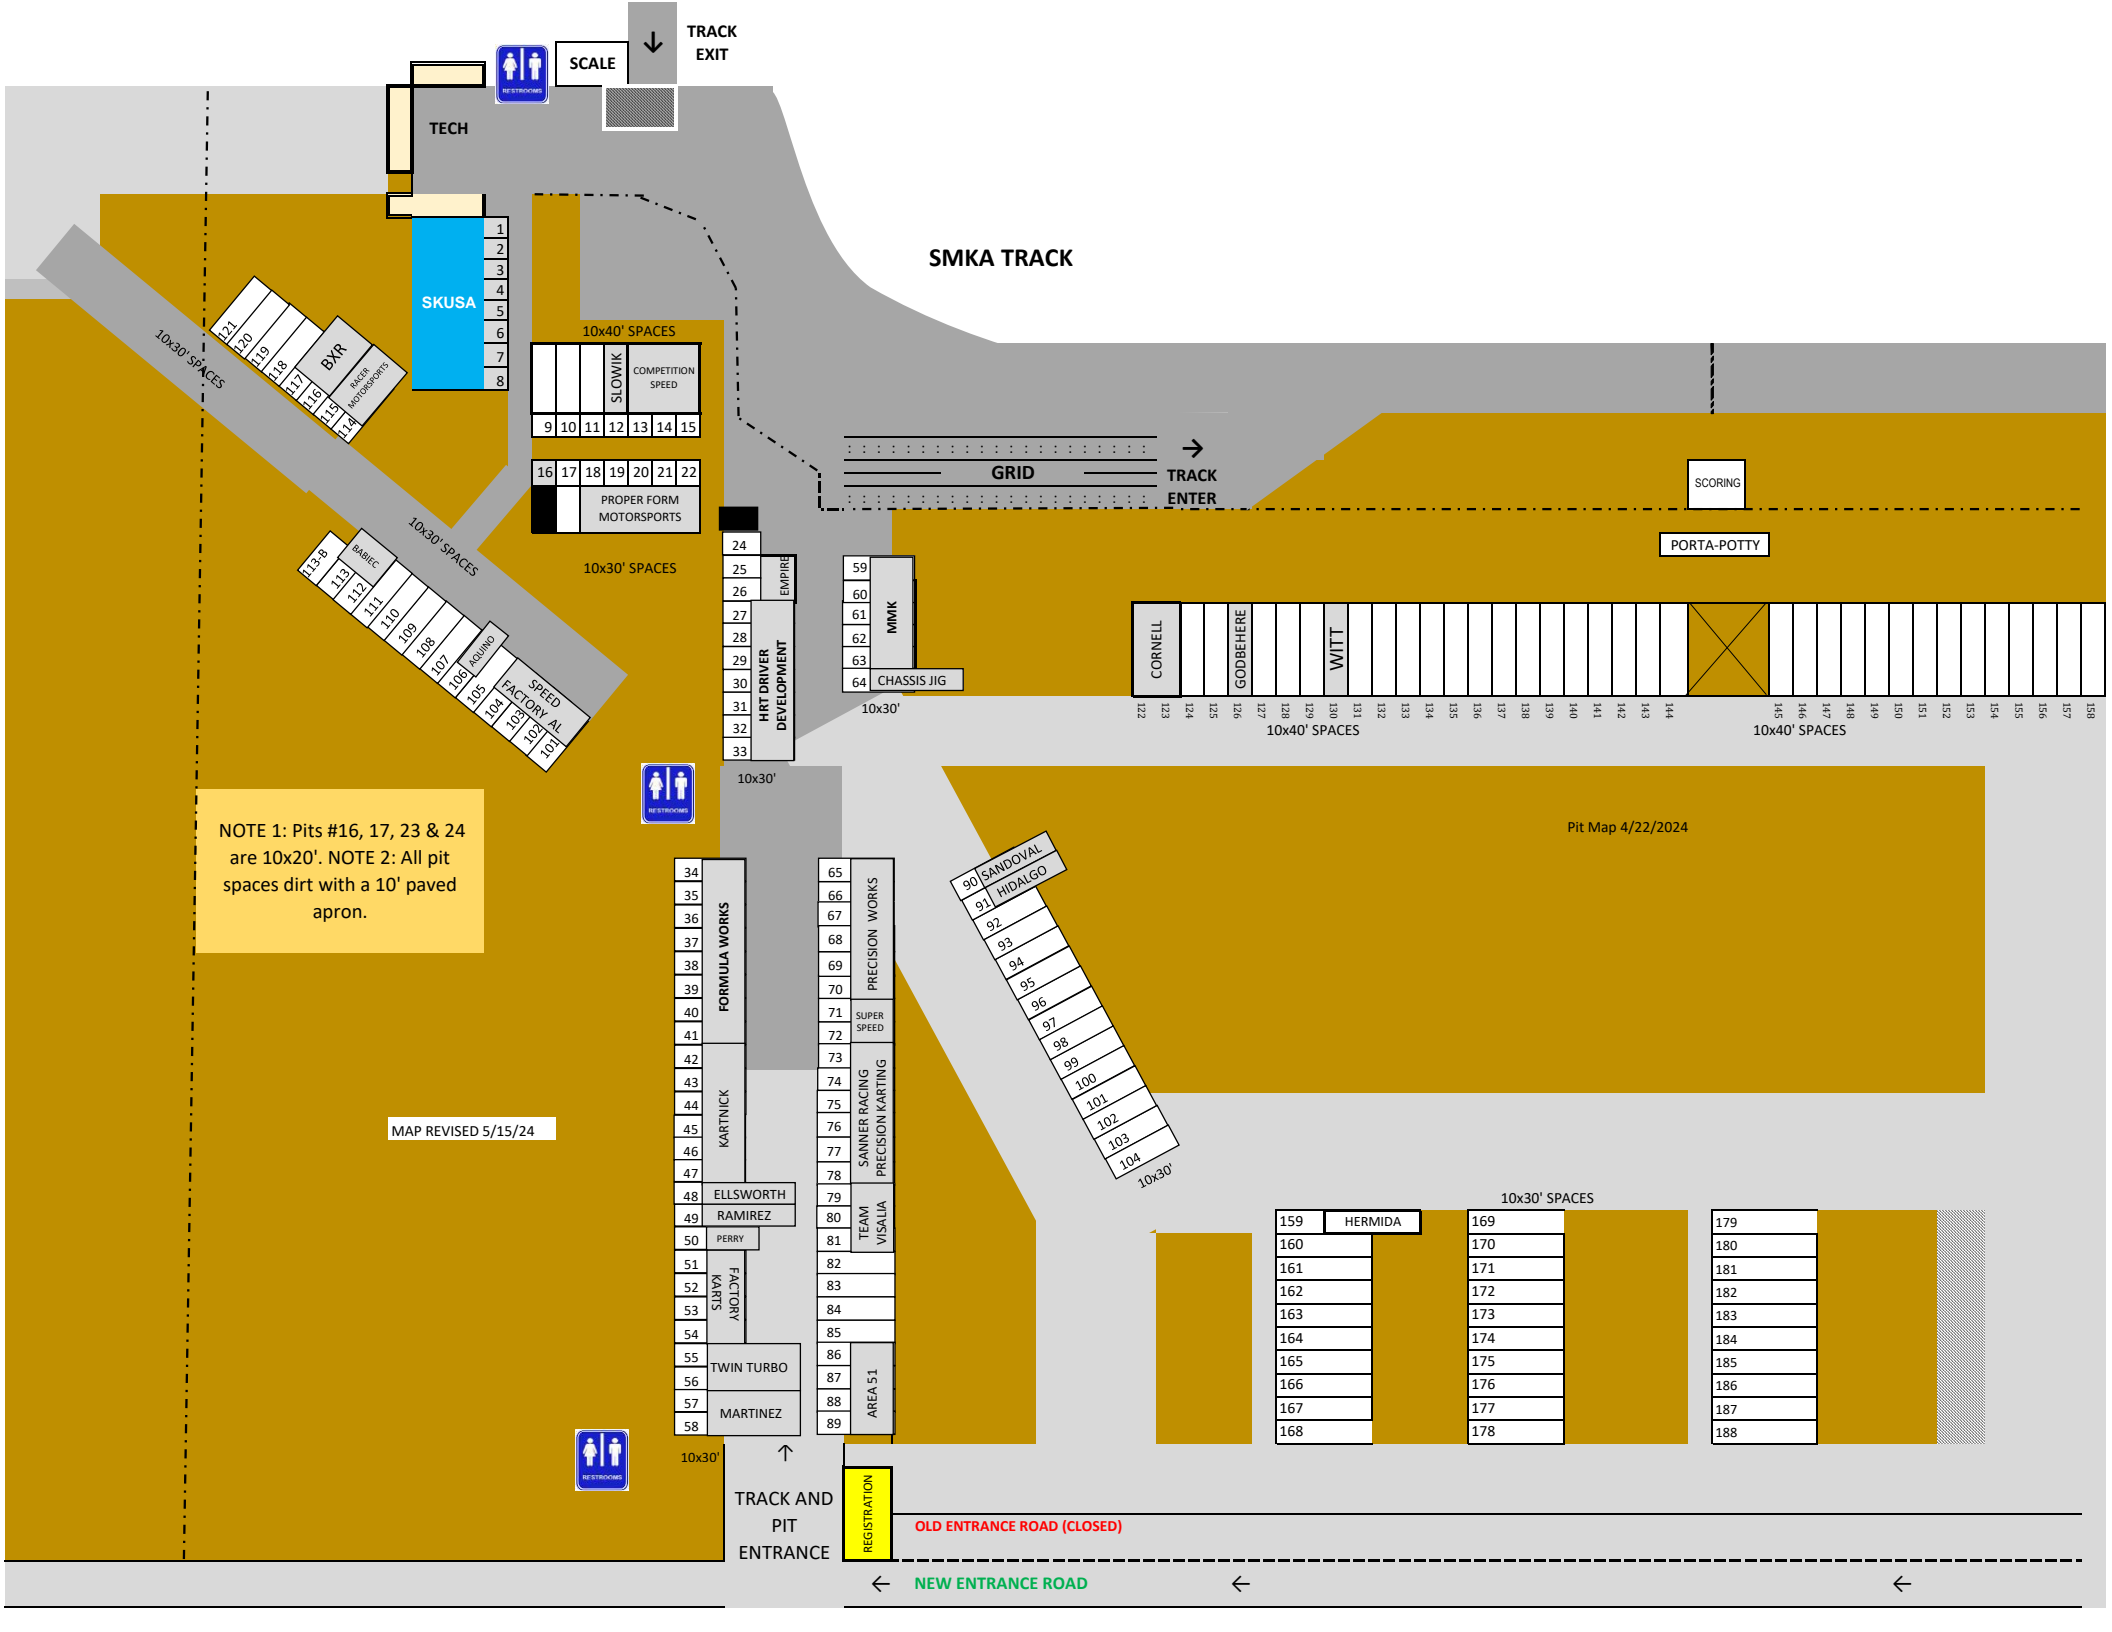 TRACK
EXIT
SCALE
RESTROOMS
TECH
SMKA TRACK
SKUSA
1
2
3
4
5
6
7
8
10x30' SPACES
121
120
119
118
117
116
115
114
BXR
RACER
MOTORSPORTS
10x40' SPACES
SLOWIK
COMPETITION
SPEED
9 10 11 12 13 14 15
16 17 18 19 20 21 22
PROPER FORM
MOTORSPORTS
10x30' SPACES
GRID
TRACK
ENTER
SCORING
PORTA-POTTY
10x30' SPACES
BABIEC
113-B
113
112
111
110
109
108
107
106
105
104
103
102
101
AQUINO
SPEED
FACTORY AL
24
25
26
27
28
29
30
31
32
33
EMPIRE
HRT DRIVER
DEVELOPMENT
10x30'
59
60
61
62
63
64
MMK
CHASSIS JIG
10x30'
CORNELL
GODBEHERE
WITT
122 123 124 125 126 127 128 129 130 131 132 133 134 135 136 137 138 139 140 141 142 143 144
145 146 147 148 149 150 151 152 153 154 155 156 157 158
10x40' SPACES
10x40' SPACES
RESTROOMS
NOTE 1: Pits #16, 17, 23 & 24
are 10x20'. NOTE 2: All pit
spaces dirt with a 10' paved
apron.
Pit Map 4/22/2024
MAP REVISED 5/15/24
34
35
36
37
38
39
40
41
42
43
44
45
46
47
48
49
50
51
52
53
54
55
56
57
58
FORMULA WORKS
KARTNICK
ELLSWORTH
RAMIREZ
PERRY
FACTORY
KARTS
TWIN TURBO
MARTINEZ
10x30'
65
66
67
68
69
70
71
72
73
74
75
76
77
78
79
80
81
82
83
84
85
86
87
88
89
PRECISION WORKS
SUPER
SPEED
SANNER RACING
PRECISION KARTING
TEAM
VISALIA
AREA 51
90
91
92
93
94
95
96
97
98
99
100
101
102
103
104
SANDOVAL
HIDALGO
10x30'
10x30' SPACES
159
160
161
162
163
164
165
166
167
168
HERMIDA
169
170
171
172
173
174
175
176
177
178
179
180
181
182
183
184
185
186
187
188
RESTROOMS
TRACK AND
PIT
ENTRANCE
REGISTRATION
OLD ENTRANCE ROAD (CLOSED)
NEW ENTRANCE ROAD